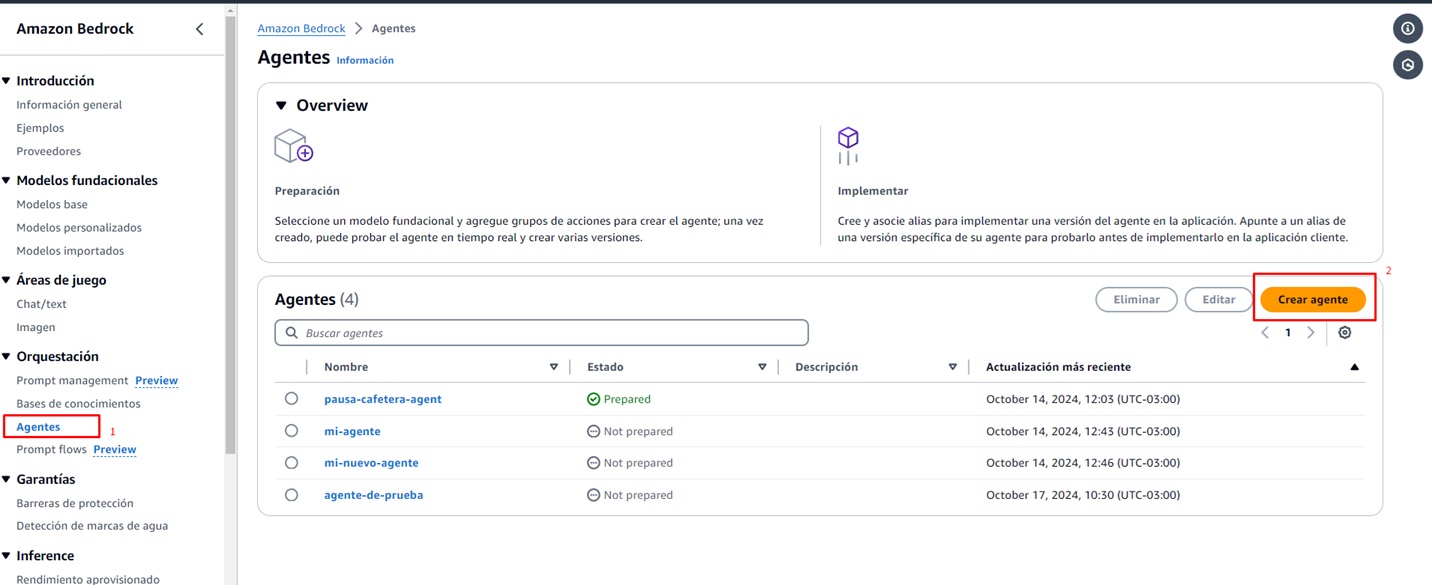 Amazon Bedrock
Introducción
Información general
Ejemplos
Proveedores
Modelos fundacionales
Modelos base
Modelos personalizados
Modelos importados
Áreas de juego
Chat/text
Imagen
Orquestación
Prompt management Preview
Bases de conocimientos
Agentes 1
Prompt flows Preview
Garantías
Barreras de protección
Detección de marcas de agua
Inference
Rendimiento aprovisionado
Amazon Bedrock > Agentes
Agentes Información
Overview
Preparación
Seleccione un modelo fundacional y agregue grupos de acciones para crear el agente; una vez
creado, puede probar el agente en tiempo real y crear varias versiones.
Implementar
Cree y asocie alias para implementar una versión del agente en la aplicación. Apunte a un alias de
una versión específica de su agente para probarlo antes de implementarlo en la aplicación cliente.
Agentes (4) Eliminar Editar Crear agente 2
Buscar agentes < 1 >
Nombre Estado Descripción Actualización más reciente
pausa-cafetera-agent Prepared October 14, 2024, 12:03 (UTC-03:00)
mi-agente Not prepared October 14, 2024, 12:43 (UTC-03:00)
mi-nuevo-agente Not prepared October 14, 2024, 12:46 (UTC-03:00)
agente-de-prueba Not prepared October 17, 2024, 10:30 (UTC-03:00)